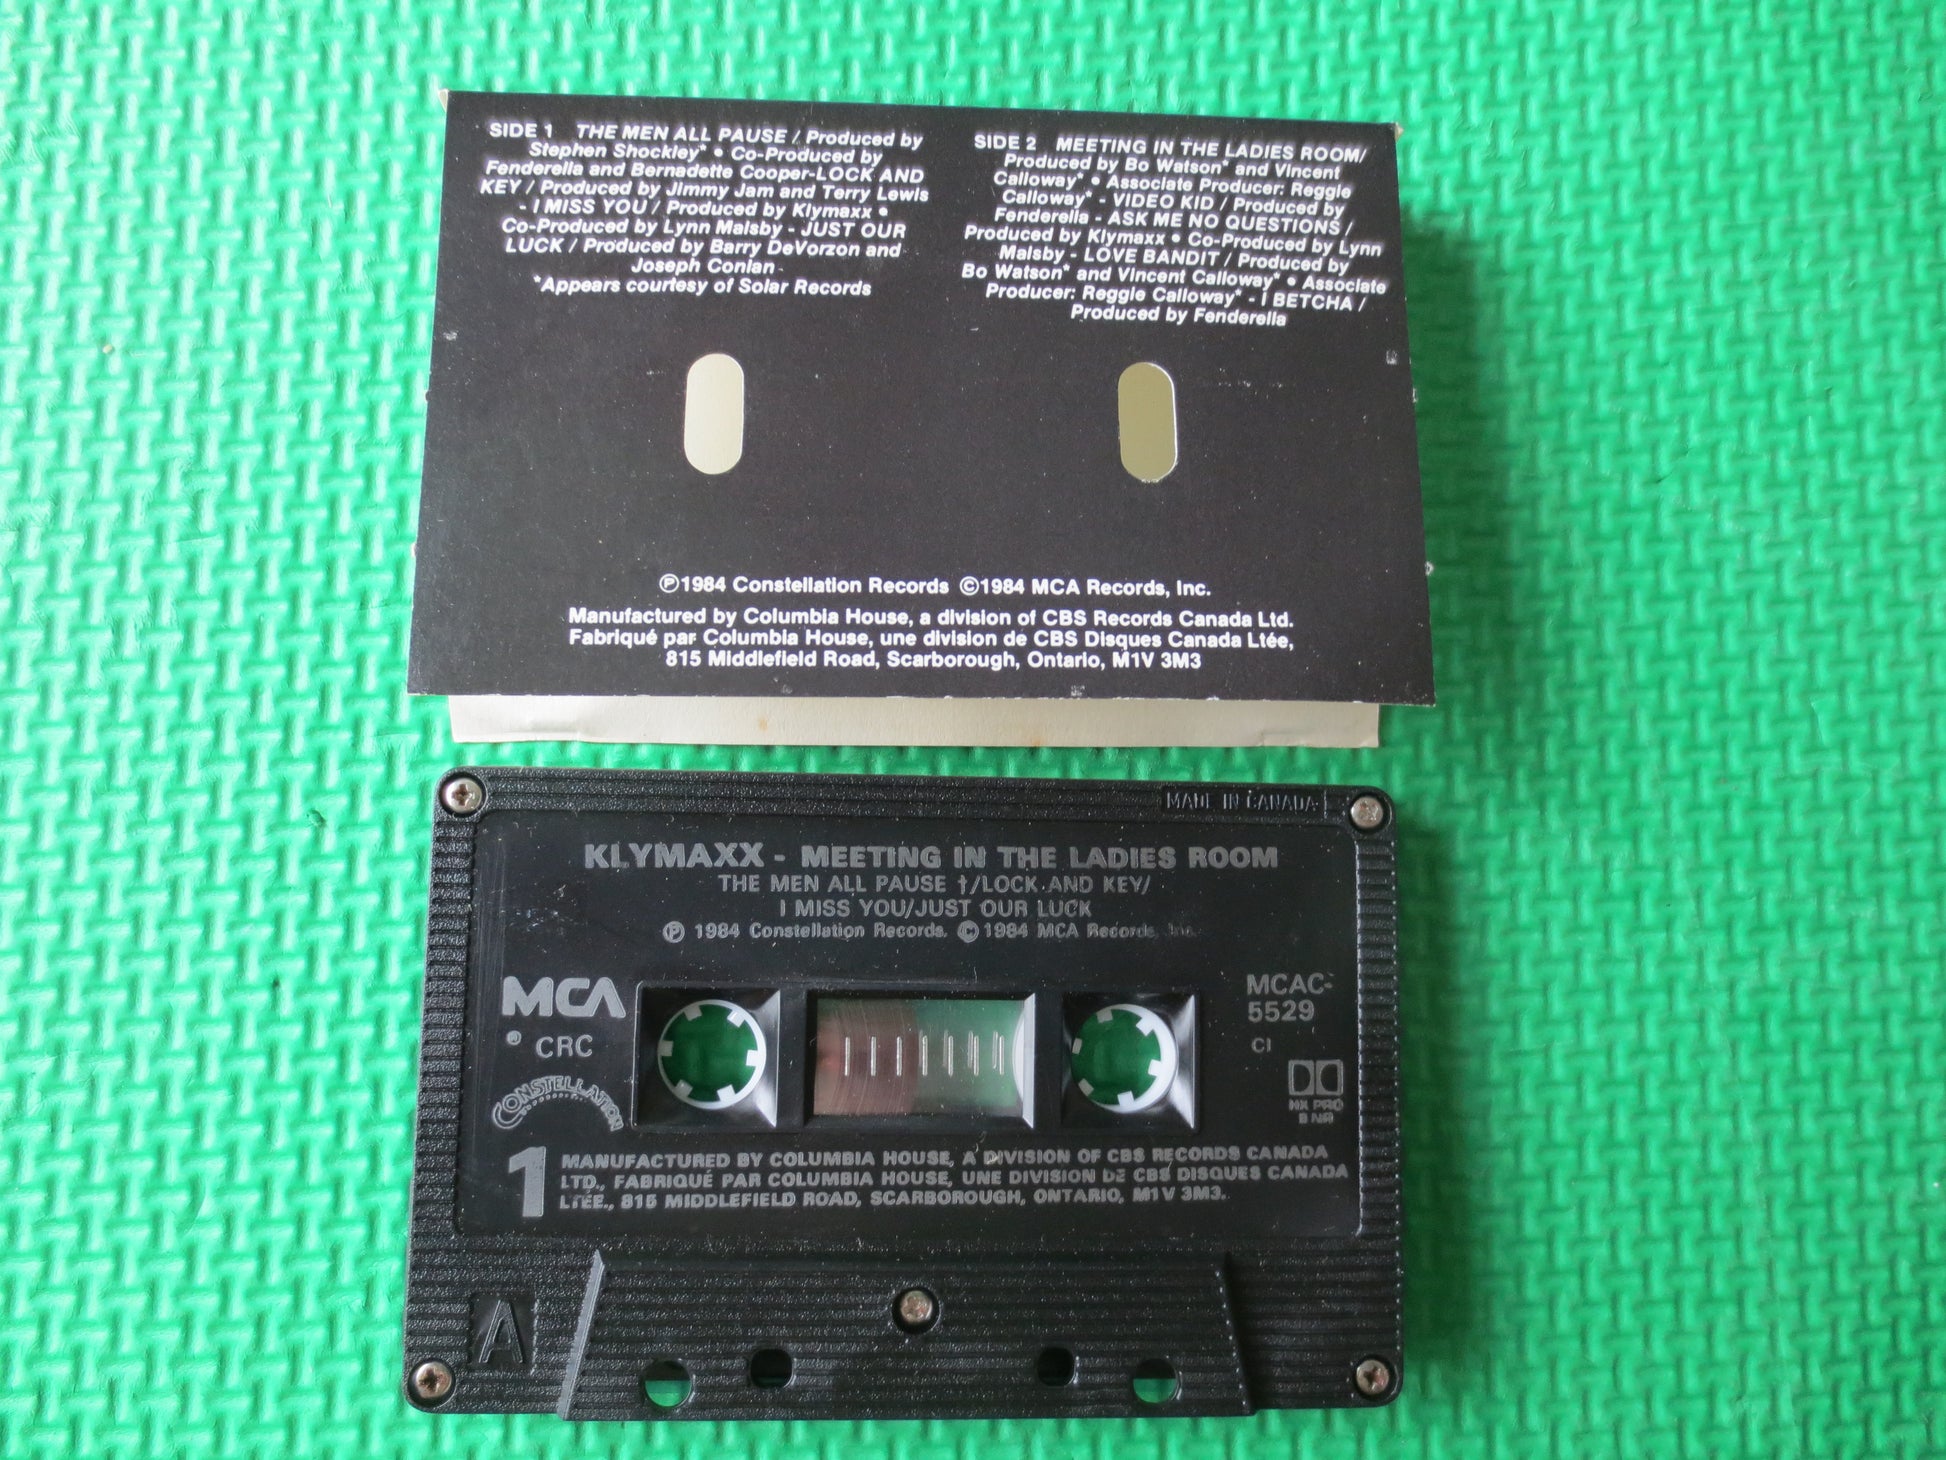 SIDE 1 THE MEN ALL PAUSE / Produced by
Stephen Shockley* • Co-Produced by
Fenderella and Bernadette Cooper-LOCK AND
KEY / Produced by Jimmy Jam and Terry Lewis
- I MISS YOU / Produced by Klymaxx •
Co-Produced by Lynn Malsby - JUST OUR
LUCK / Produced by Barry DeVorzon and
Joseph Conlan-
*Appears courtesy of Solar Records
SIDE 2 MEETING IN THE LADIES ROOM/
Produced by Bo Watson* and Vincent
Calloway* • Associate Producer: Reggie
Calloway* - VIDEO KID / Produced by
Fenderella - ASK ME NO QUESTIONS /
Produced by Klymaxx • Co-Produced by Lynn
Malsby - LOVE BANDIT / Produced by
Bo Watson* and Vincent Calloway* • Associate
Producer: Reggie Calloway* - I BETCHA /
Produced by Fenderella
Ⓟ1984 Constellation Records ©1984 MCA Records, Inc.
Manufactured by Columbia House, a division of CBS Records Canada Ltd.
Fabriqué par Columbia House, une division de CBS Disques Canada Ltée,
815 Middlefield Road, Scarborough, Ontario, M1V 3M3
MADE IN CANADA
KLYMAXX - MEETING IN THE LADIES ROOM
THE MEN ALL PAUSE †/LOCK AND KEY/
I MISS YOU/JUST OUR LUCK
Ⓟ 1984 Constellation Records. © 1984 MCA Records, Inc.
MCA
CRC
CONSTELLATION
MCAC-
5529
CI
HX PRO
B NR
1
MANUFACTURED BY COLUMBIA HOUSE, A DIVISION OF CBS RECORDS CANADA
LTD., FABRIQUÉ PAR COLUMBIA HOUSE, UNE DIVISION DE CBS DISQUES CANADA
LTÉE., 815 MIDDLEFIELD ROAD, SCARBOROUGH, ONTARIO, M1V 3M3.
A